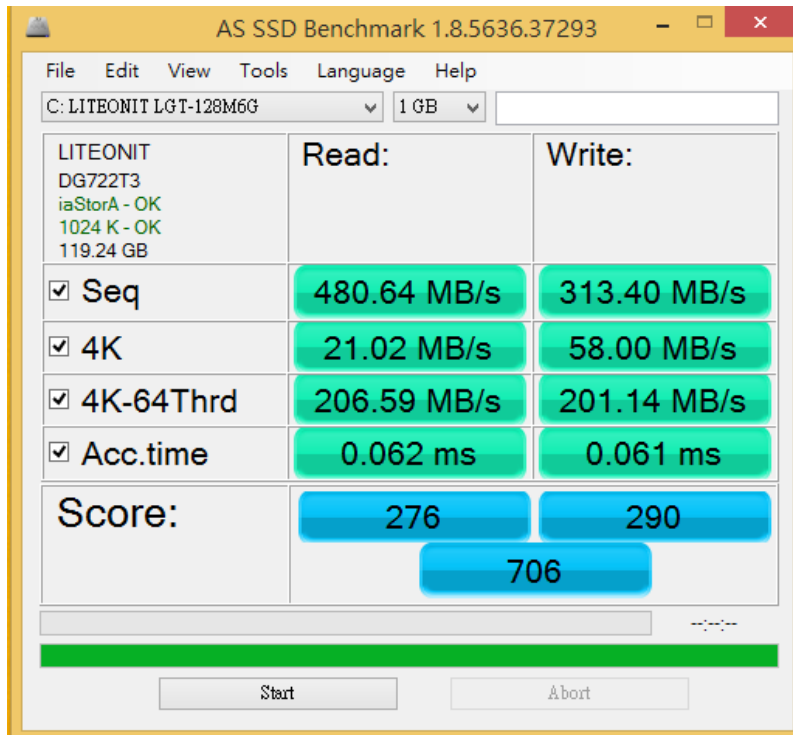 AS SSD Benchmark 1.8.5636.37293
File Edit View Tools Language Help
C: LITEONIT LGT-128M6G 1 GB
LITEONIT
DG722T3
iaStorA - OK
1024 K - OK
119.24 GB
Read: Write:
Seq 480.64 MB/s 313.40 MB/s
4K 21.02 MB/s 58.00 MB/s
4K-64Thrd 206.59 MB/s 201.14 MB/s
Acc.time 0.062 ms 0.061 ms
Score: 276 290
706
--:--:--
Start Abort